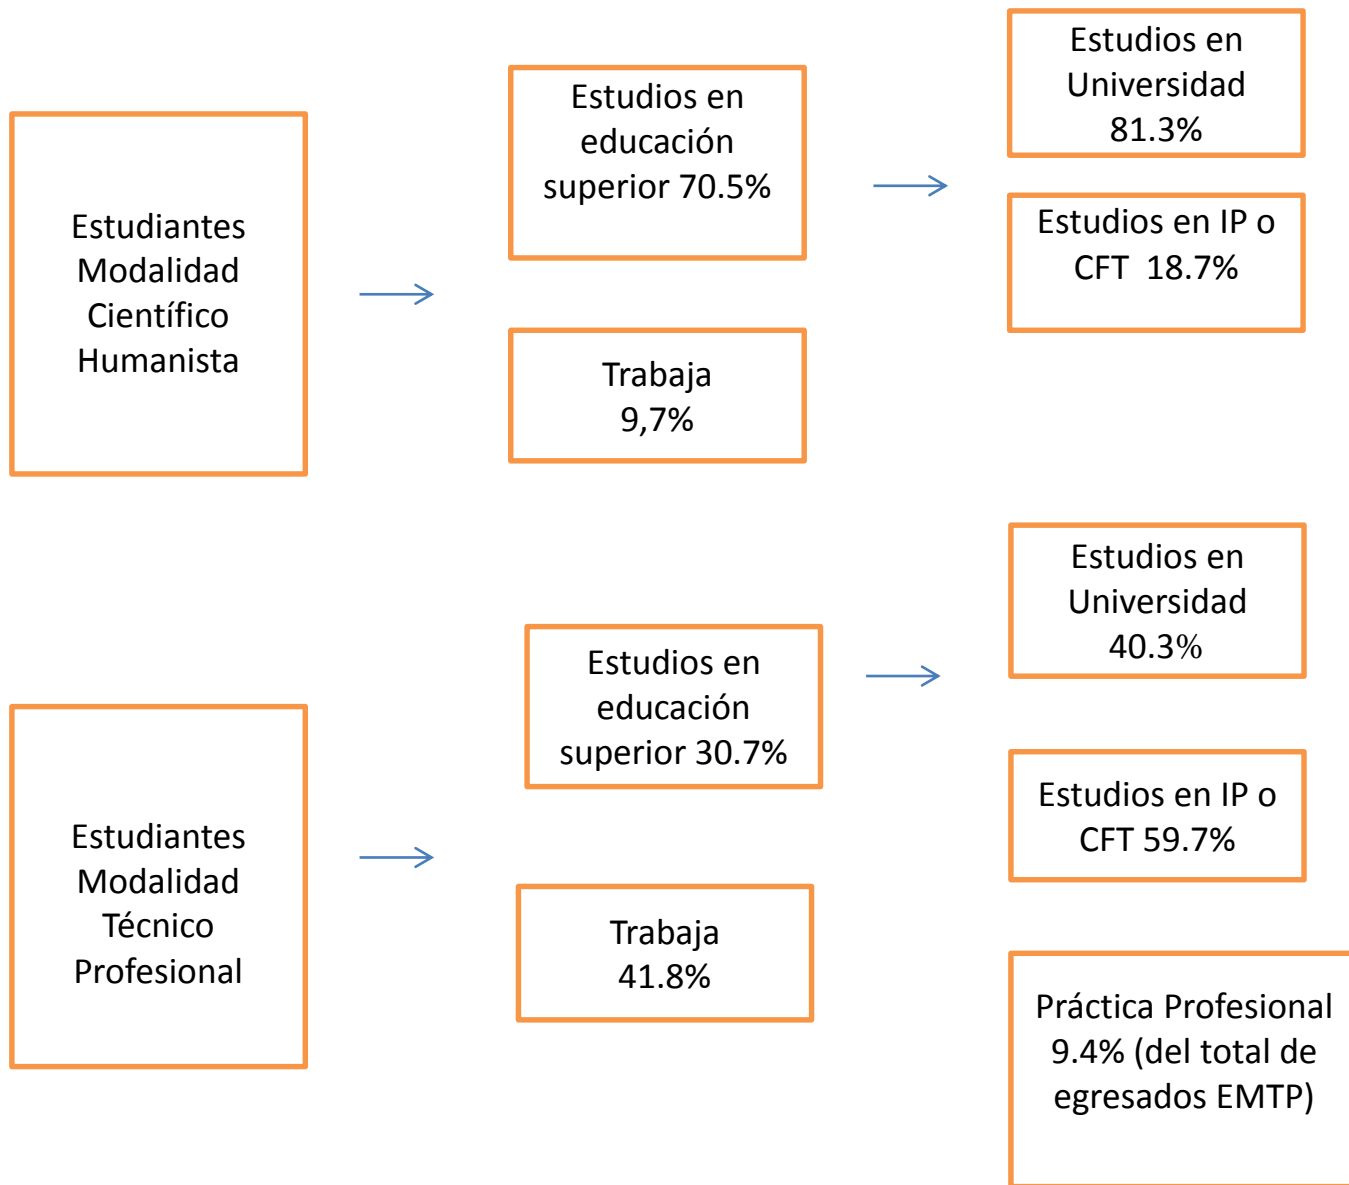 Estudiantes
Modalidad
Científico
Humanista
Estudios en
educación
superior 70.5%
Trabaja
9,7%
Estudios en
Universidad
81.3%
Estudios en IP o
CFT 18.7%
Estudiantes
Modalidad
Técnico
Profesional
Estudios en
educación
superior 30.7%
Trabaja
41.8%
Estudios en
Universidad
40.3%
Estudios en IP o
CFT 59.7%
Práctica Profesional
9.4% (del total de
egresados EMTP)